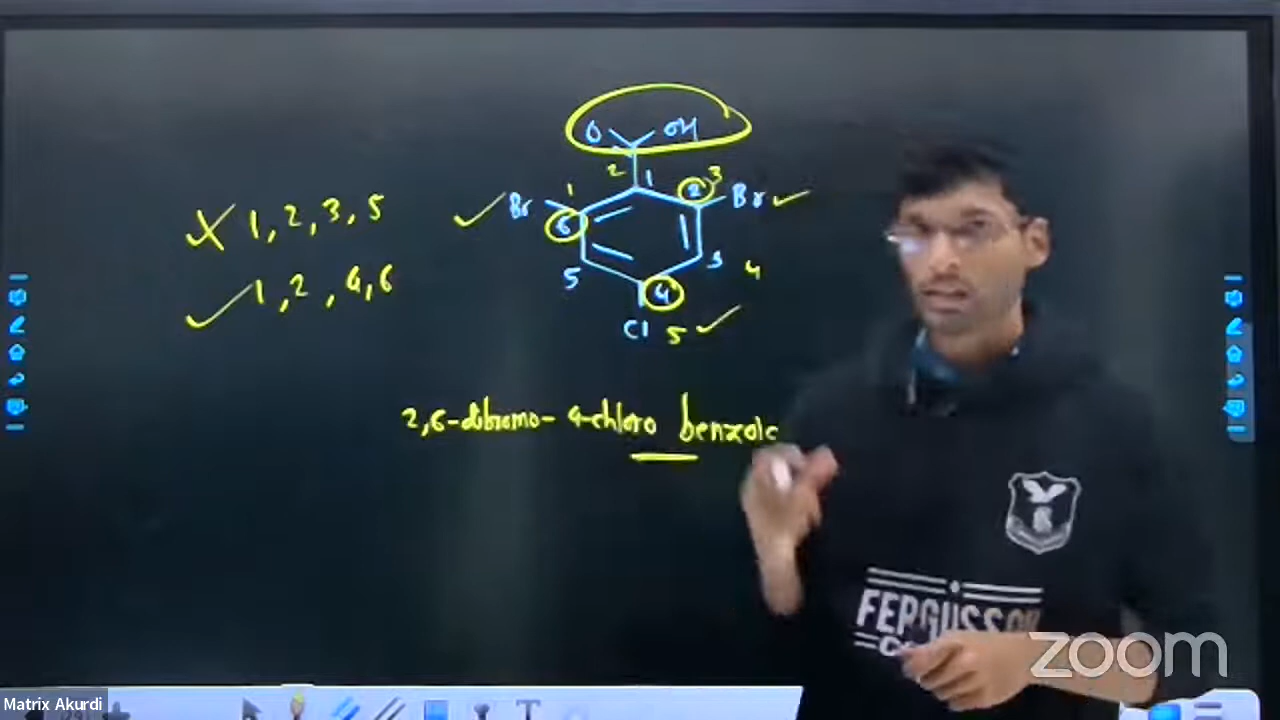 O OH
2 1 3
1 2
Br Br
6
X 1, 2, 3, 5
5 3 4
1, 2, 4, 6
4
Cl 5
2,6-dibromo- 4-chloro benzoic
FERGUSSON
zoom
Matrix Akurdi
T